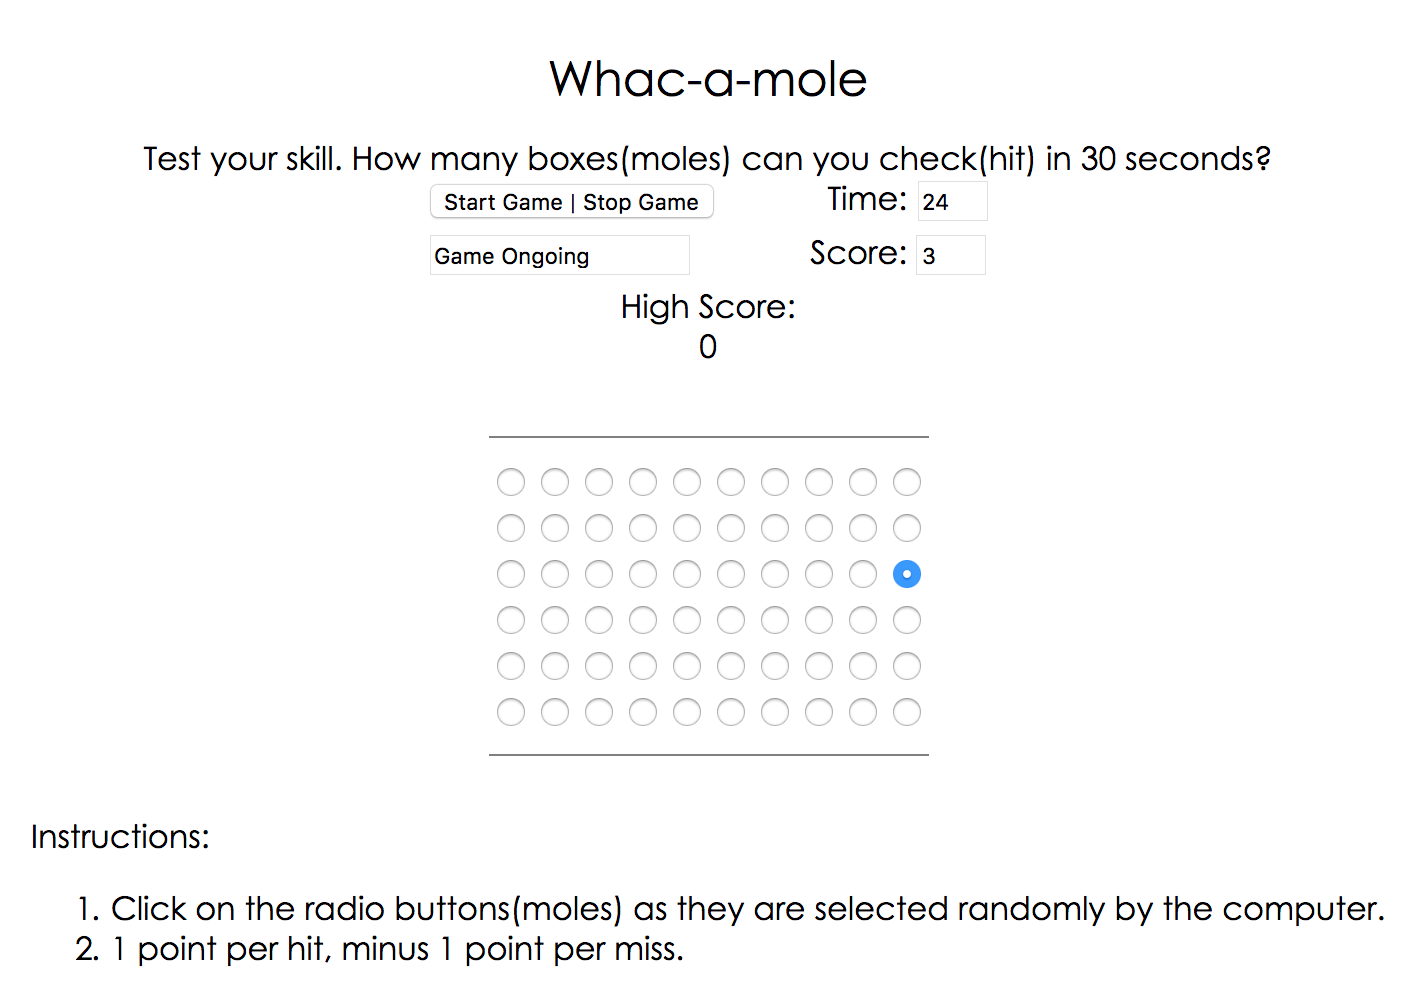 Whac-a-mole
Test your skill. How many boxes(moles) can you check(hit) in 30 seconds?
Start Game | Stop Game
Time: 24
Game Ongoing
Score: 3
High Score:
0
Instructions:
1. Click on the radio buttons(moles) as they are selected randomly by the computer.
2. 1 point per hit, minus 1 point per miss.